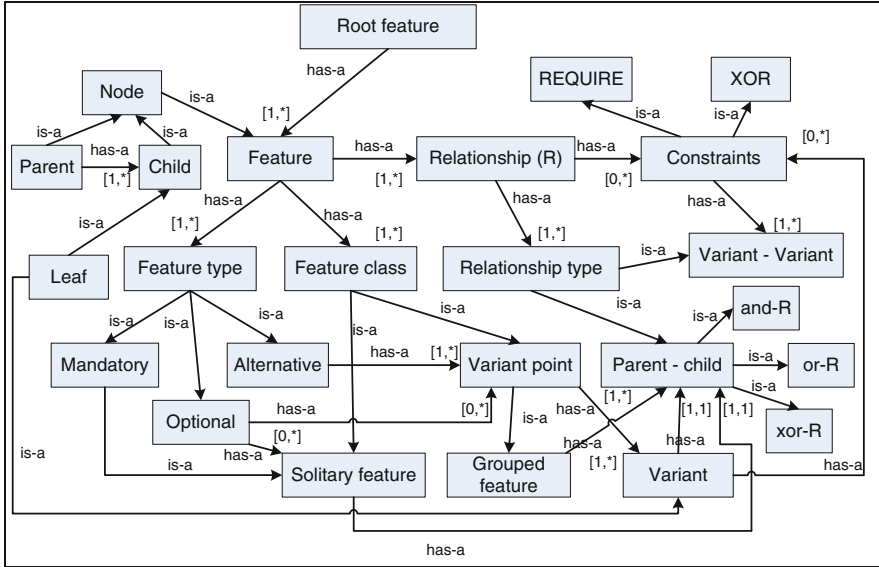 Root feature
has-a
[1,*]
REQUIRE
XOR
is-a
is-a
Node
is-a
is-a
is-a
Parent
has-a
[1,*]
Child
Feature
has-a
[1,*]
Relationship (R)
has-a
[0,*]
Constraints
[0,*]
is-a
has-a
[1,*]
has-a
[1,*]
has-a
[1,*]
has-a
[1,*]
Leaf
Feature type
Feature class
Relationship type
is-a
Variant - Variant
is-a
is-a
is-a
is-a
is-a
is-a
is-a
and-R
Mandatory
Alternative
has-a
[1,*]
Variant point
Parent - child
is-a
or-R
is-a
xor-R
Optional
has-a
[0,*]
has-a
[0,*]
is-a
has-a
[1,*]
[1,*]
[1,1]
[1,1]
has-a
has-a
is-a
is-a
Solitary feature
Grouped
feature
Variant
has-a
has-a